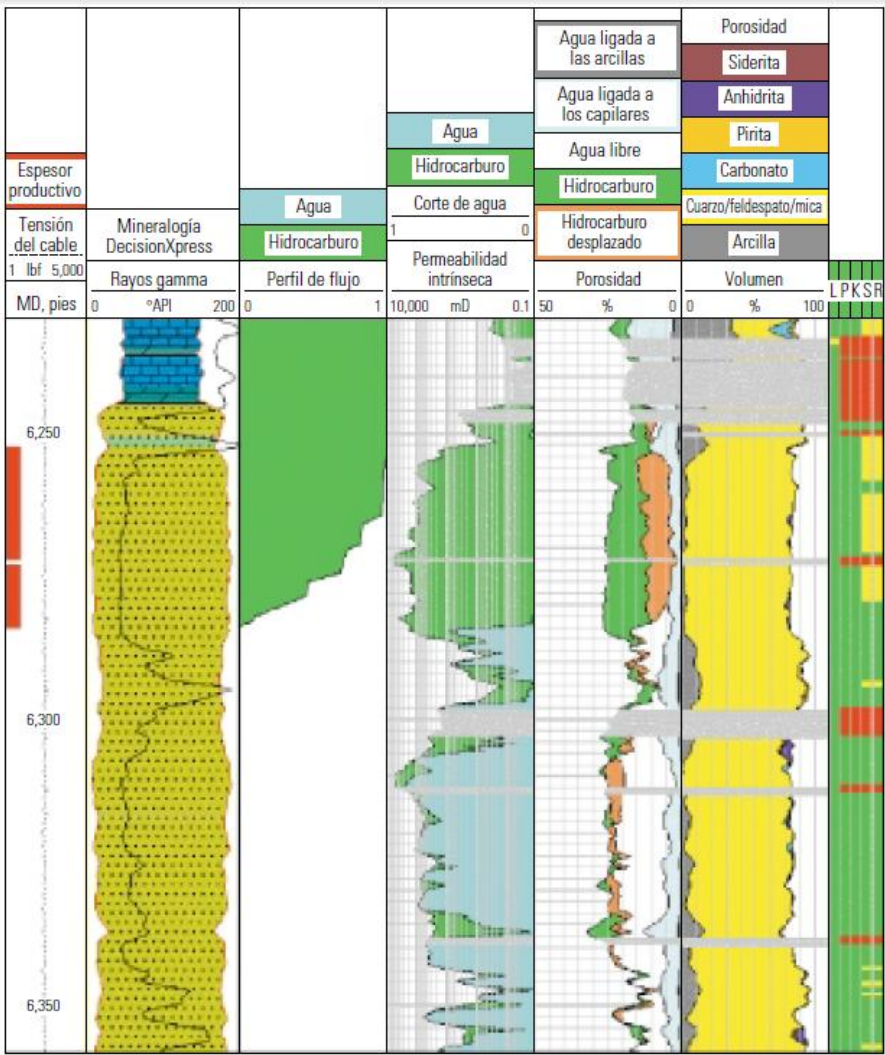 Espesor
productivo
Tensión
del cable
1 lbf 5,000
MD, pies
Mineralogía
DecisionXpress
Rayos gamma
0 °API 200
Agua
Hidrocarburo
Perfil de flujo
0 1
Agua
Hidrocarburo
Corte de agua
1 0
Permeabilidad
intrínseca
10,000 mD 0.1
Agua ligada a
las arcillas
Agua ligada a
los capilares
Agua libre
Hidrocarburo
Hidrocarburo
desplazado
Porosidad
50 % 0
Porosidad
Siderita
Anhidrita
Pirita
Carbonato
Cuarzo/feldespato/mica
Arcilla
Volumen
0 % 100
L P K S R
6,250
6,300
6,350